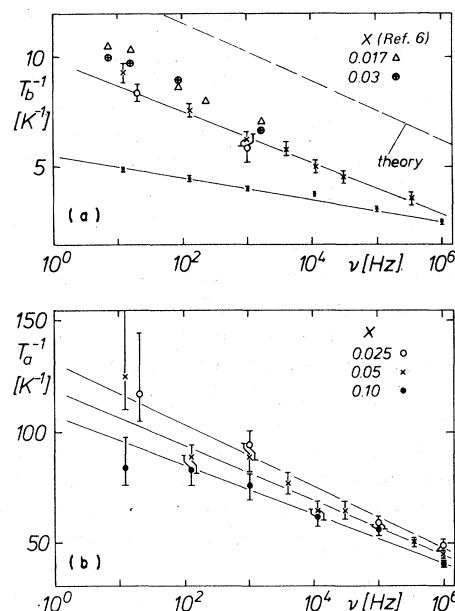 X (Ref. 6)
0.017 △
0.03 ⊕
10
T_b^-1
[K^-1]
5
theory
(a)
10^0 10^2 10^4 10^6
ν[Hz]
150
T_a^-1
[K^-1]
X
0.025 ○
0.05 ×
0.10 ●
100
50
(b)
10^0 10^2 10^4 10^6
ν[Hz]